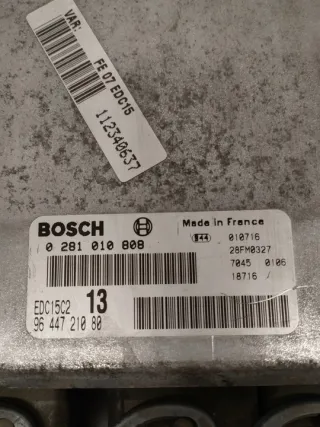 VAR:
FE 07 EDC15
112340637
BOSCH
Made in France
0 281 010 808
010716
28FM0327
7045 0106
18716 /
EDC15C2 13
96 447 210 80